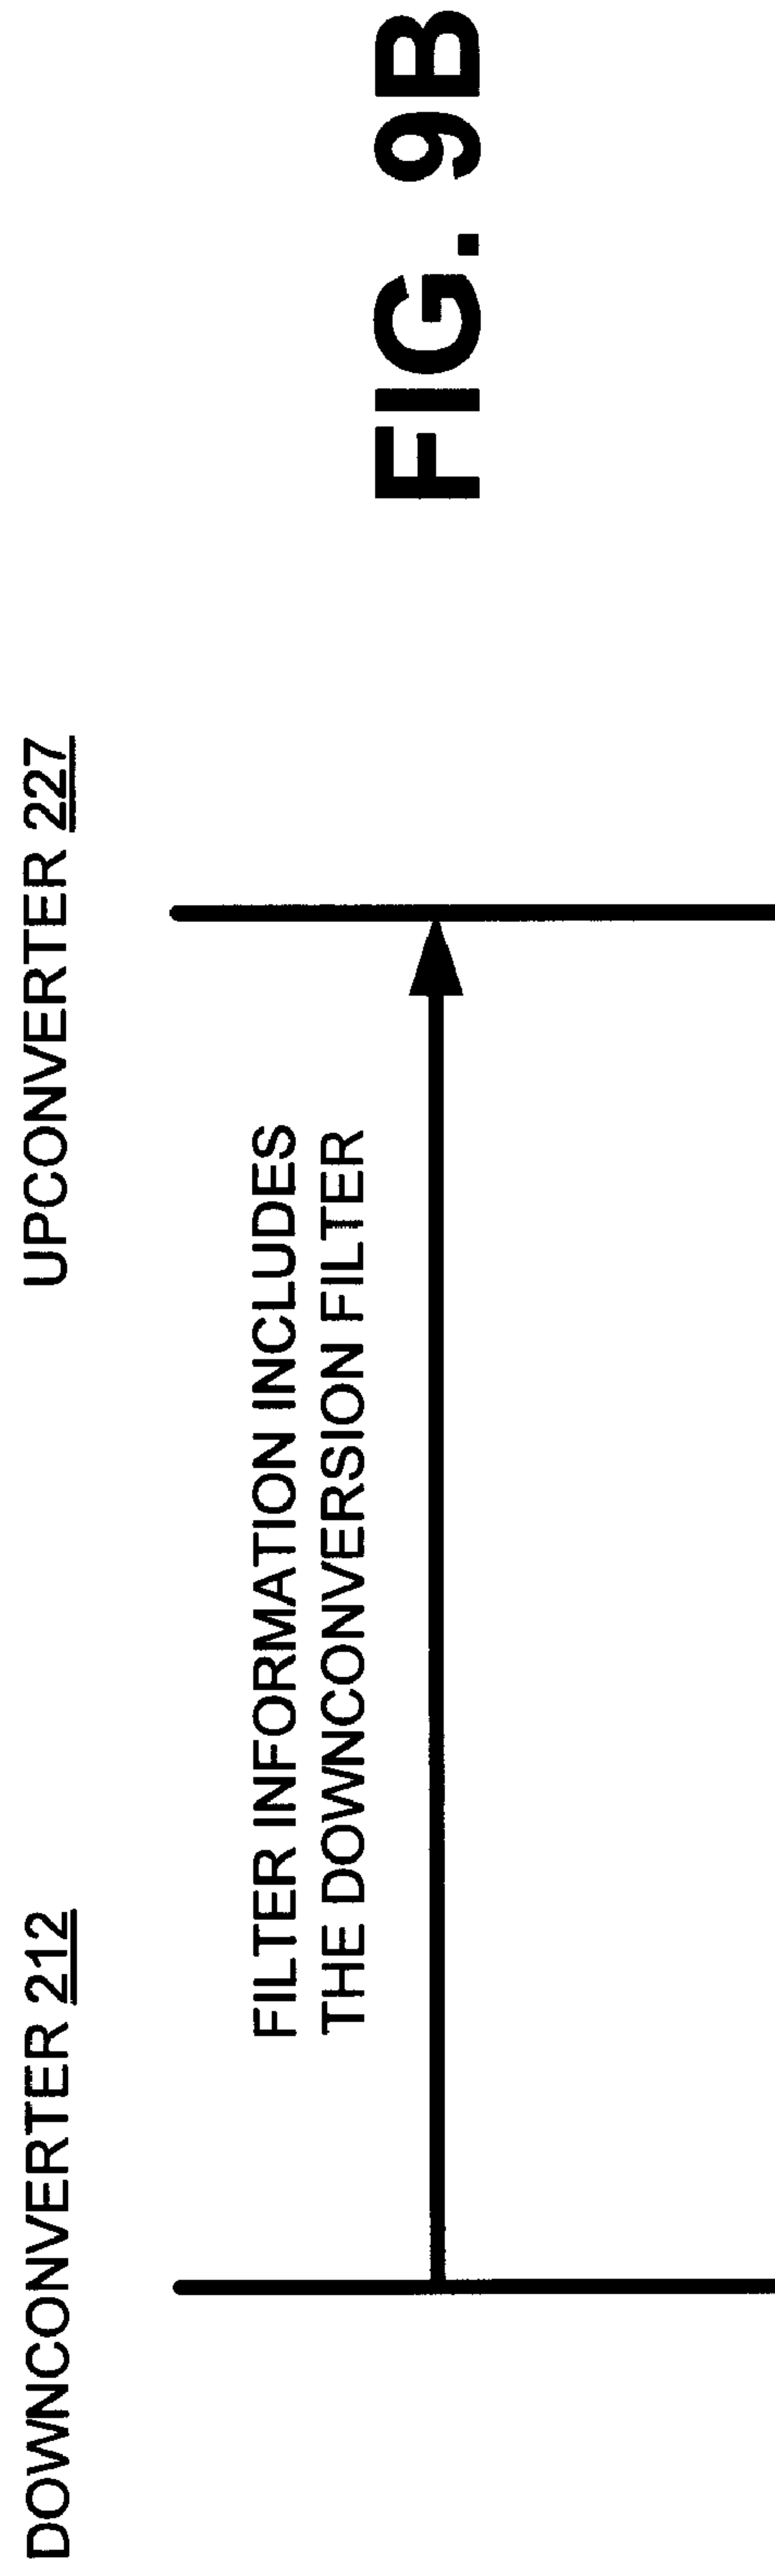 DOWNCONVERTER 212
UPCONVERTER 227
FILTER INFORMATION INCLUDES
THE DOWNCONVERSION FILTER
FIG. 9B